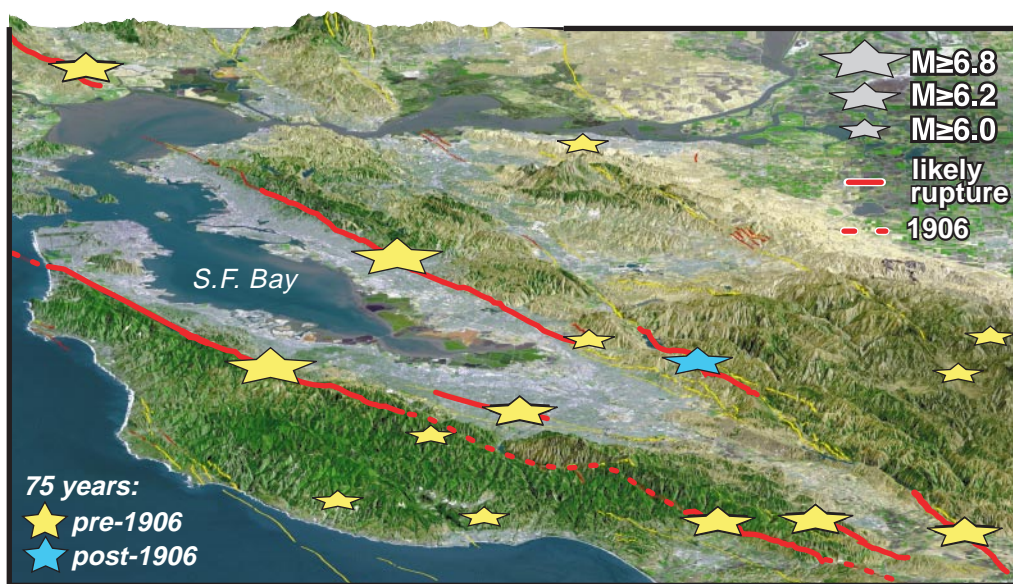 M≥6.8
M≥6.2
M≥6.0
likely
rupture
1906
S.F. Bay
75 years:
pre-1906
post-1906